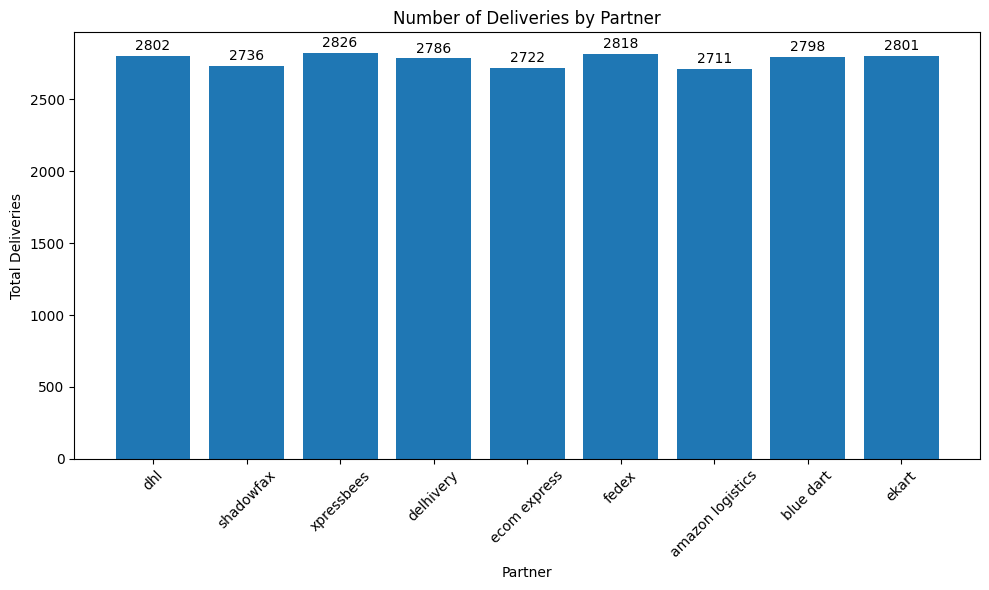 Number of Deliveries by Partner
2802
2736
2826
2786
2722
2818
2711
2798
2801
Total Deliveries
2500
2000
1500
1000
500
0
dhl
shadowfax
xpressbees
delhivery
ecom express
fedex
amazon logistics
blue dart
ekart
Partner